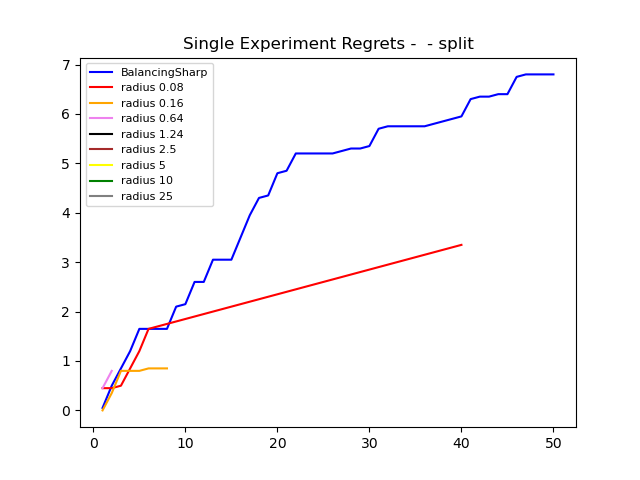 Single Experiment Regrets -  - split
BalancingSharp
radius 0.08
radius 0.16
radius 0.64
radius 1.24
radius 2.5
radius 5
radius 10
radius 25
7
6
5
4
3
2
1
0
0 10 20 30 40 50